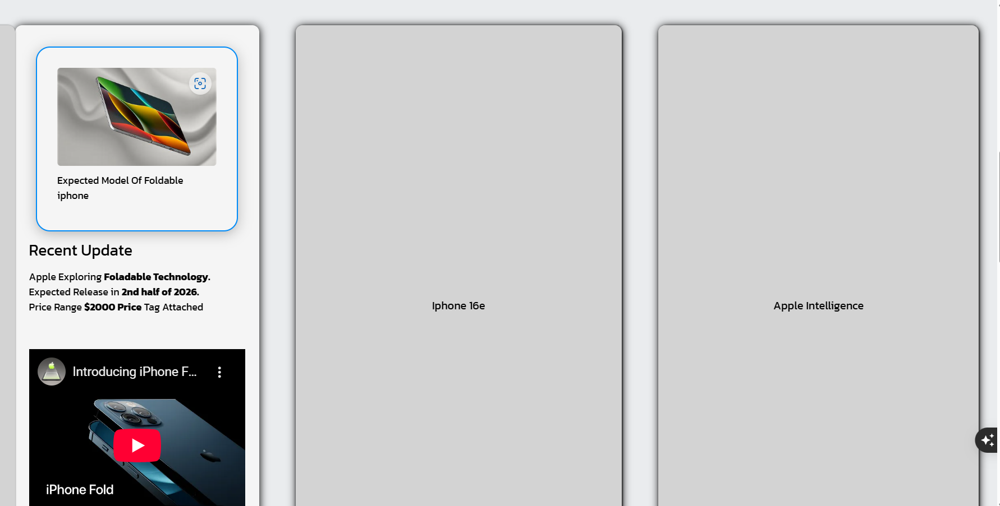 Expected Model Of Foldable
iphone
Recent Update
Apple Exploring Foladable Technology.
Expected Release in 2nd half of 2026.
Price Range $2000 Price Tag Attached
Introducing iPhone F...
iPhone Fold
Iphone 16e
Apple Intelligence